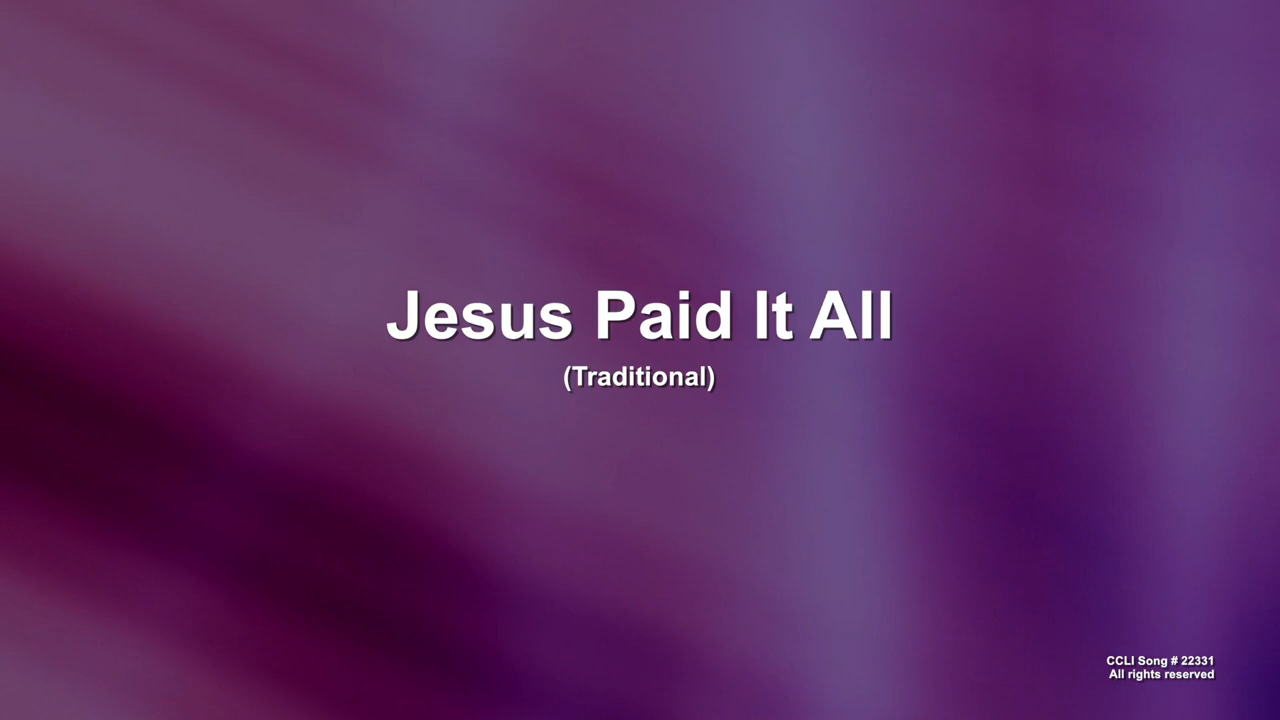 Jesus Paid It All
(Traditional)
CCLI Song # 22331
All rights reserved